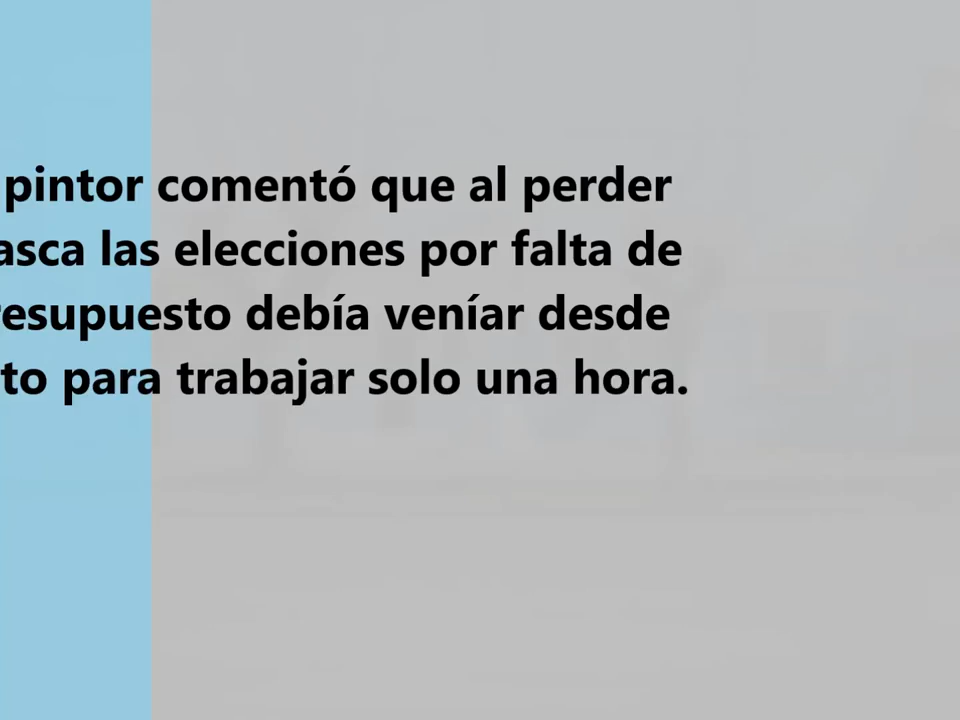 pintor comentó que al perder
asca las elecciones por falta de
resupuesto debía veníar desde
to para trabajar solo una hora.